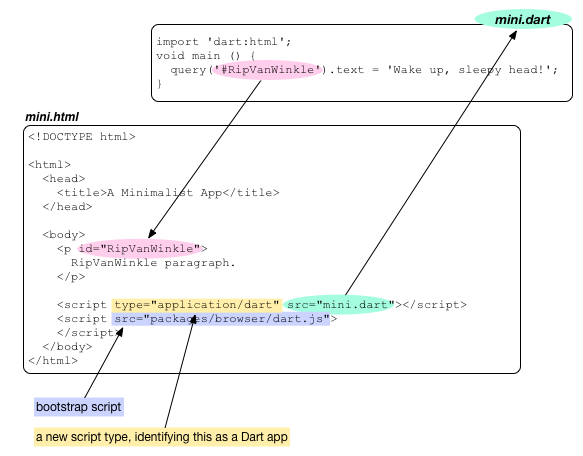 mini.dart
import 'dart:html';
void main () {
  query('#RipVanWinkle').text = 'Wake up, sleepy head!';
}
mini.html
<!DOCTYPE html>
<html>
  <head>
    <title>A Minimalist App</title>
  </head>
  <body>
    <p id="RipVanWinkle">
      RipVanWinkle paragraph.
    </p>
    <script type="application/dart" src="mini.dart"></script>
    <script src="packages/browser/dart.js">
    </script>
  </body>
</html>
bootstrap script
a new script type, identifying this as a Dart app